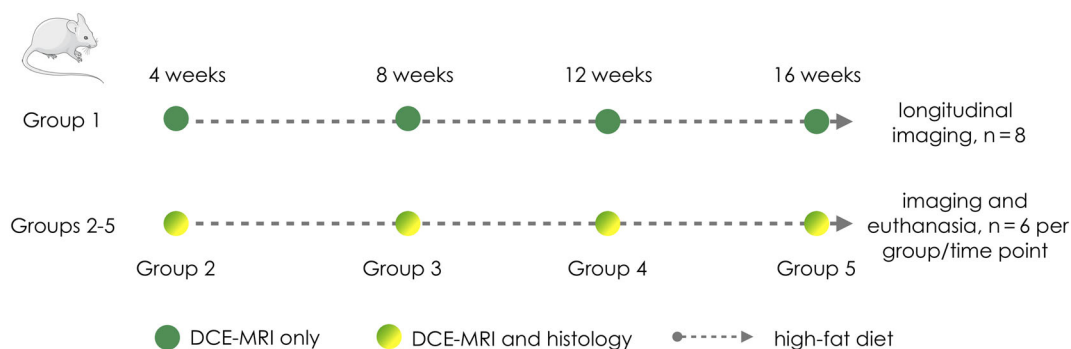 4 weeks 8 weeks 12 weeks 16 weeks
Group 1
longitudinal
imaging, n = 8
Groups 2-5
imaging and
euthanasia, n = 6 per
group/time point
Group 2 Group 3 Group 4 Group 5
DCE-MRI only DCE-MRI and histology high-fat diet